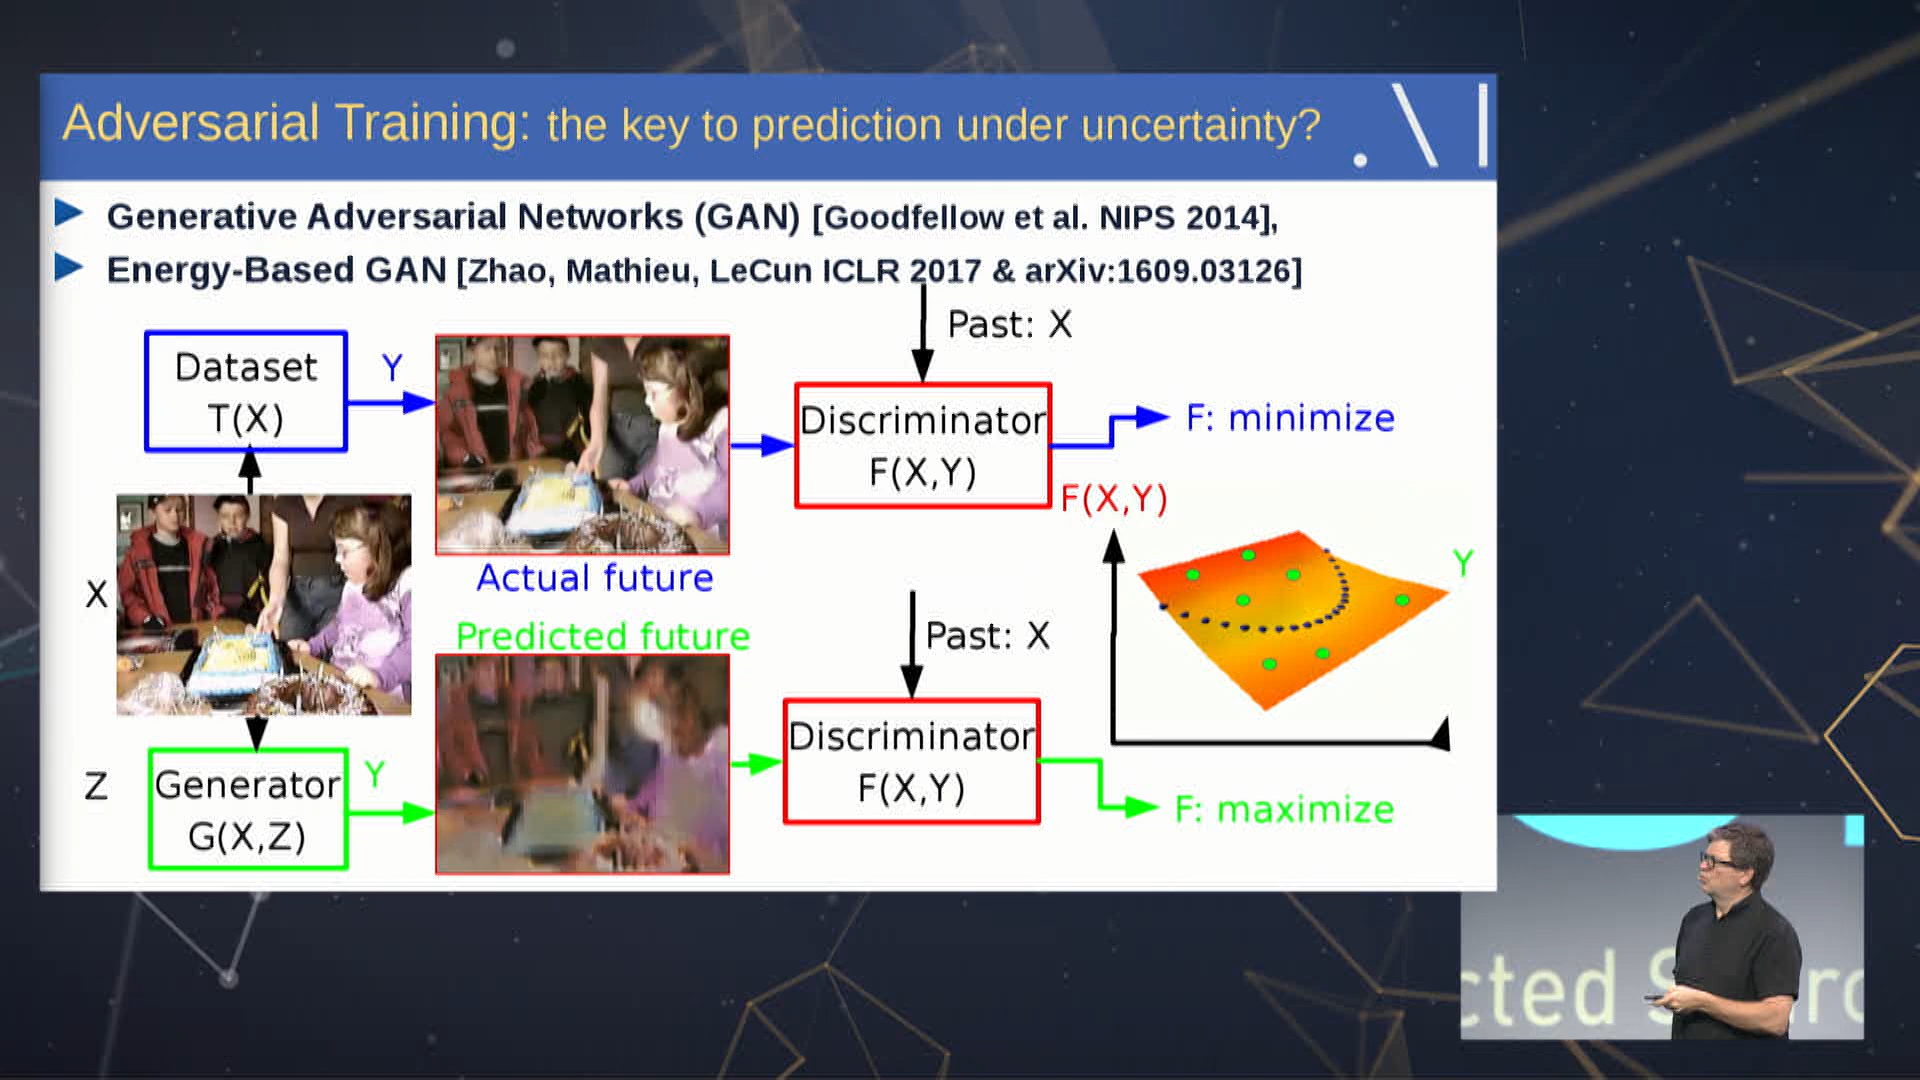 Adversarial Training: the key to prediction under uncertainty?
Generative Adversarial Networks (GAN) [Goodfellow et al. NIPS 2014],
Energy-Based GAN [Zhao, Mathieu, LeCun ICLR 2017 & arXiv:1609.03126]
Past: X
Dataset
T(X)
Y
Discriminator
F(X,Y)
F: minimize
F(X,Y)
Y
Actual future
X
Predicted future
Past: X
Discriminator
F(X,Y)
Z
Generator
G(X,Z)
Y
F: maximize
cted S